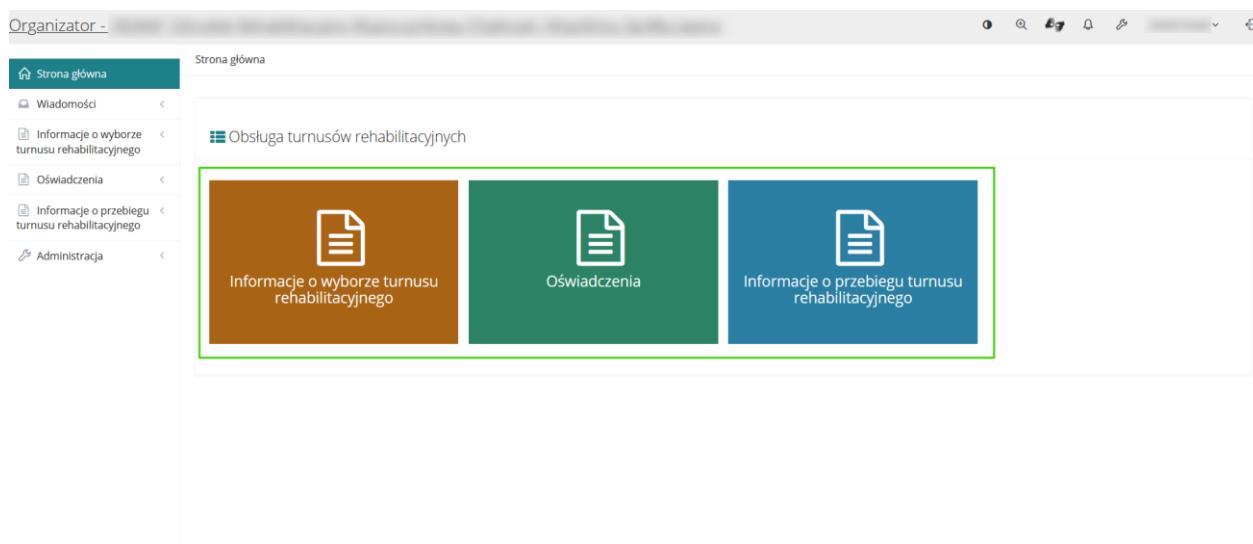 Organizator -
Strona główna
Strona główna
Wiadomości
Informacje o wyborze
turnusu rehabilitacyjnego
Oświadczenia
Informacje o przebiegu
turnusu rehabilitacyjnego
Administracja
Obsługa turnusów rehabilitacyjnych
Informacje o wyborze turnusu
rehabilitacyjnego
Oświadczenia
Informacje o przebiegu turnusu
rehabilitacyjnego